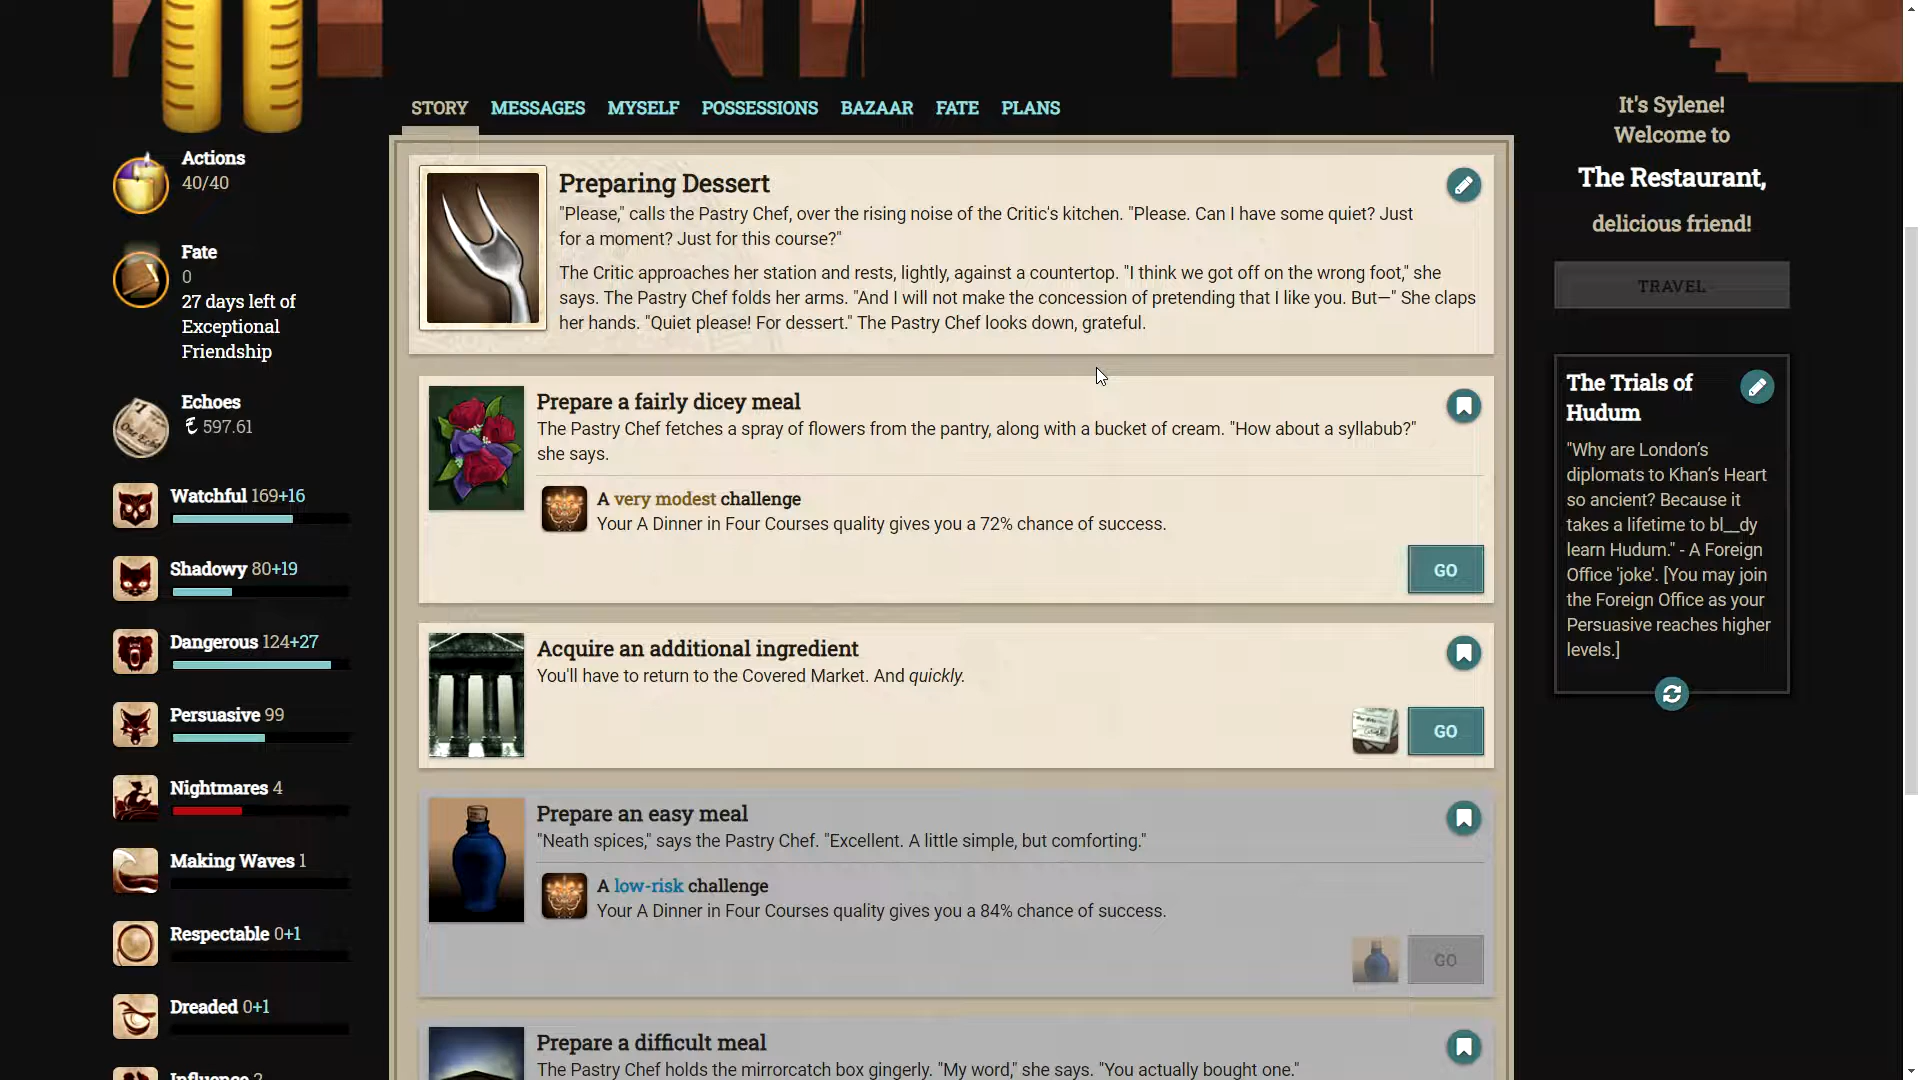 STORY MESSAGES MYSELF POSSESSIONS BAZAAR FATE PLANS
Actions
40/40
Fate
0
27 days left of
Exceptional
Friendship
Echoes
597.61
Watchful 169+16
Shadowy 80+19
Dangerous 124+27
Persuasive 99
Nightmares 4
Making Waves 1
Respectable 0+1
Dreaded 0+1
Influence 2
Preparing Dessert
"Please," calls the Pastry Chef, over the rising noise of the Critic's kitchen. "Please. Can I have some quiet? Just
for a moment? Just for this course?"
The Critic approaches her station and rests, lightly, against a countertop. "I think we got off on the wrong foot," she
says. The Pastry Chef folds her arms. "And I will not make the concession of pretending that I like you. But—" She claps
her hands. "Quiet please! For dessert." The Pastry Chef looks down, grateful.
Prepare a fairly dicey meal
The Pastry Chef fetches a spray of flowers from the pantry, along with a bucket of cream. "How about a syllabub?"
she says.
A very modest challenge
Your A Dinner in Four Courses quality gives you a 72% chance of success.
GO
Acquire an additional ingredient
You'll have to return to the Covered Market. And quickly.
GO
Prepare an easy meal
"Neath spices," says the Pastry Chef. "Excellent. A little simple, but comforting."
A low-risk challenge
Your A Dinner in Four Courses quality gives you a 84% chance of success.
GO
Prepare a difficult meal
The Pastry Chef holds the mirrorcatch box gingerly. "My word," she says. "You actually bought one."
It's Sylene!
Welcome to
The Restaurant,
delicious friend!
TRAVEL
The Trials of
Hudum
"Why are London's
diplomats to Khan's Heart
so ancient? Because it
takes a lifetime to bl__dy
learn Hudum." - A Foreign
Office 'joke'. [You may join
the Foreign Office as your
Persuasive reaches higher
levels.]